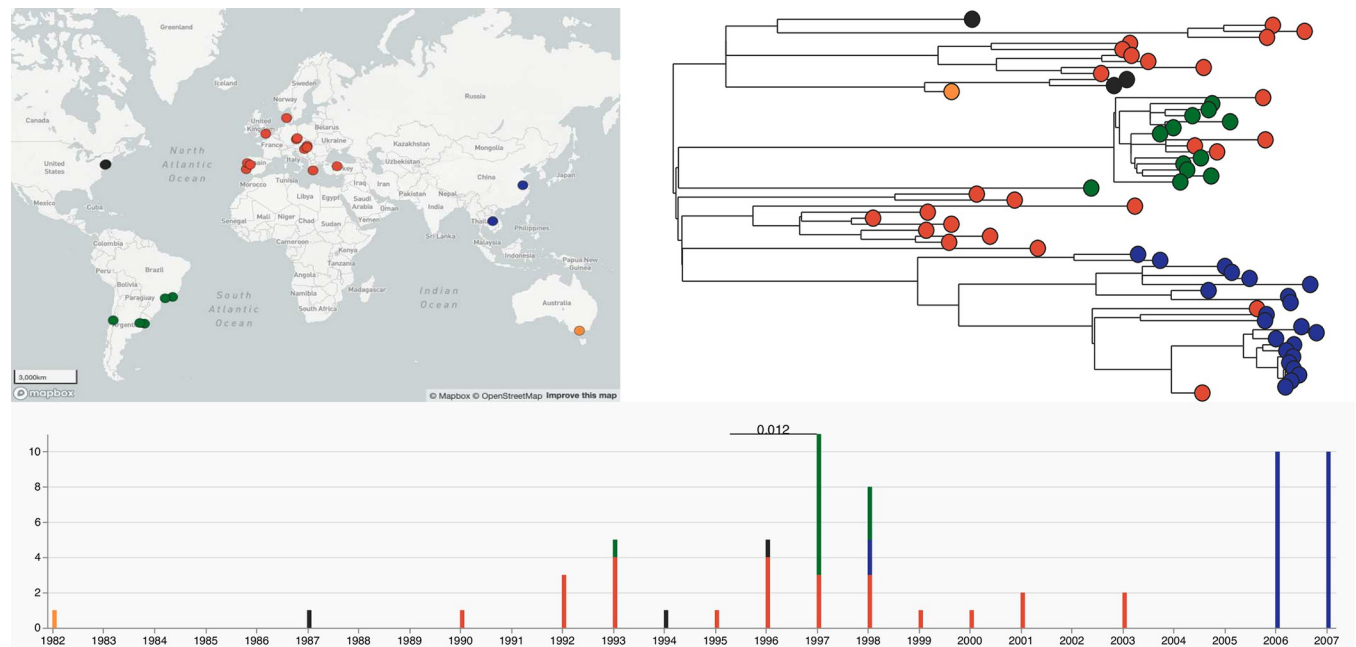 Greenland
Iceland
Sweden
Norway
Russia
Canada
United
Kingdom
Belarus
France
Ukraine
Kazakhstan
Mongolia
North
Atlantic
Ocean
United
States
Italy
Uzbekistan
Japan
Morocco
Tunisia
Iraq
Iran
China
Mexico
Cuba
Libya
Egypt
Saudi
Arabia
Pakistan
Nepal
Oman
India
Senegal
Mali
Niger
Chad
Sudan
Yemen
Philippines
Colombia
Cameroon
Sri Lanka
Malaysia
Kenya
Indonesia
Papua New
Guinea
Peru
Brazil
Tanzania
Bolivia
Angola
Paraguay
South
Atlantic
Ocean
Namibia
Madagascar
Indian
Ocean
Australia
South Africa
3,000km
mapbox
© Mapbox © OpenStreetMap Improve this map
0.012
10
8
6
4
2
0
1982 1983 1984 1985 1986 1987 1988 1989 1990 1991 1992 1993 1994 1995 1996 1997 1998 1999 2000 2001 2002 2003 2004 2005 2006 2007